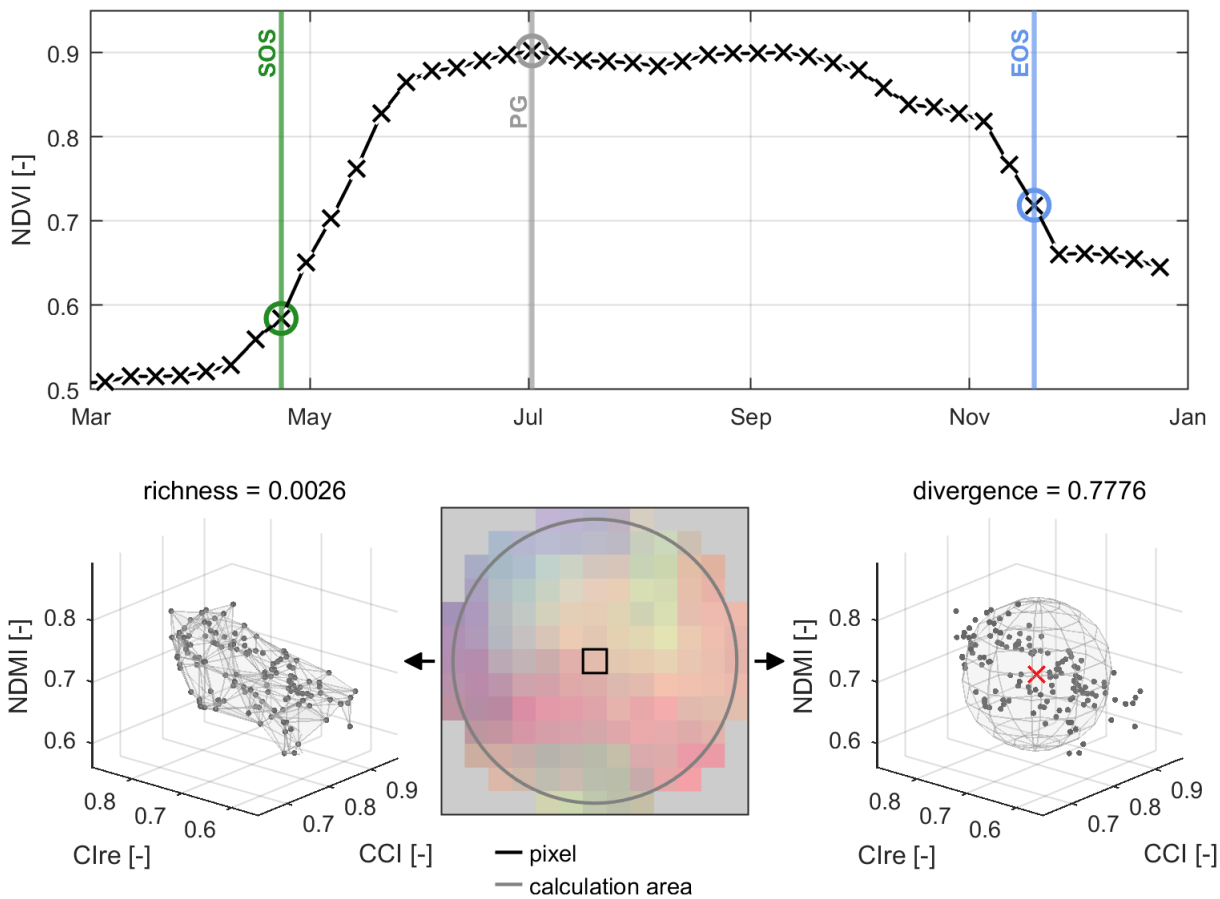 SOS
EOS
PG
NDVI [-]
0.9
0.8
0.7
0.6
0.5
Mar May Jul Sep Nov Jan
richness = 0.0026
divergence = 0.7776
NDMI [-]
0.8
0.7
0.6
0.8 0.7 0.6
0.7 0.8 0.9
CIre [-]
CCI [-]
NDMI [-]
0.8
0.7
0.6
0.8 0.7 0.6
0.7 0.8 0.9
CIre [-]
CCI [-]
pixel
calculation area